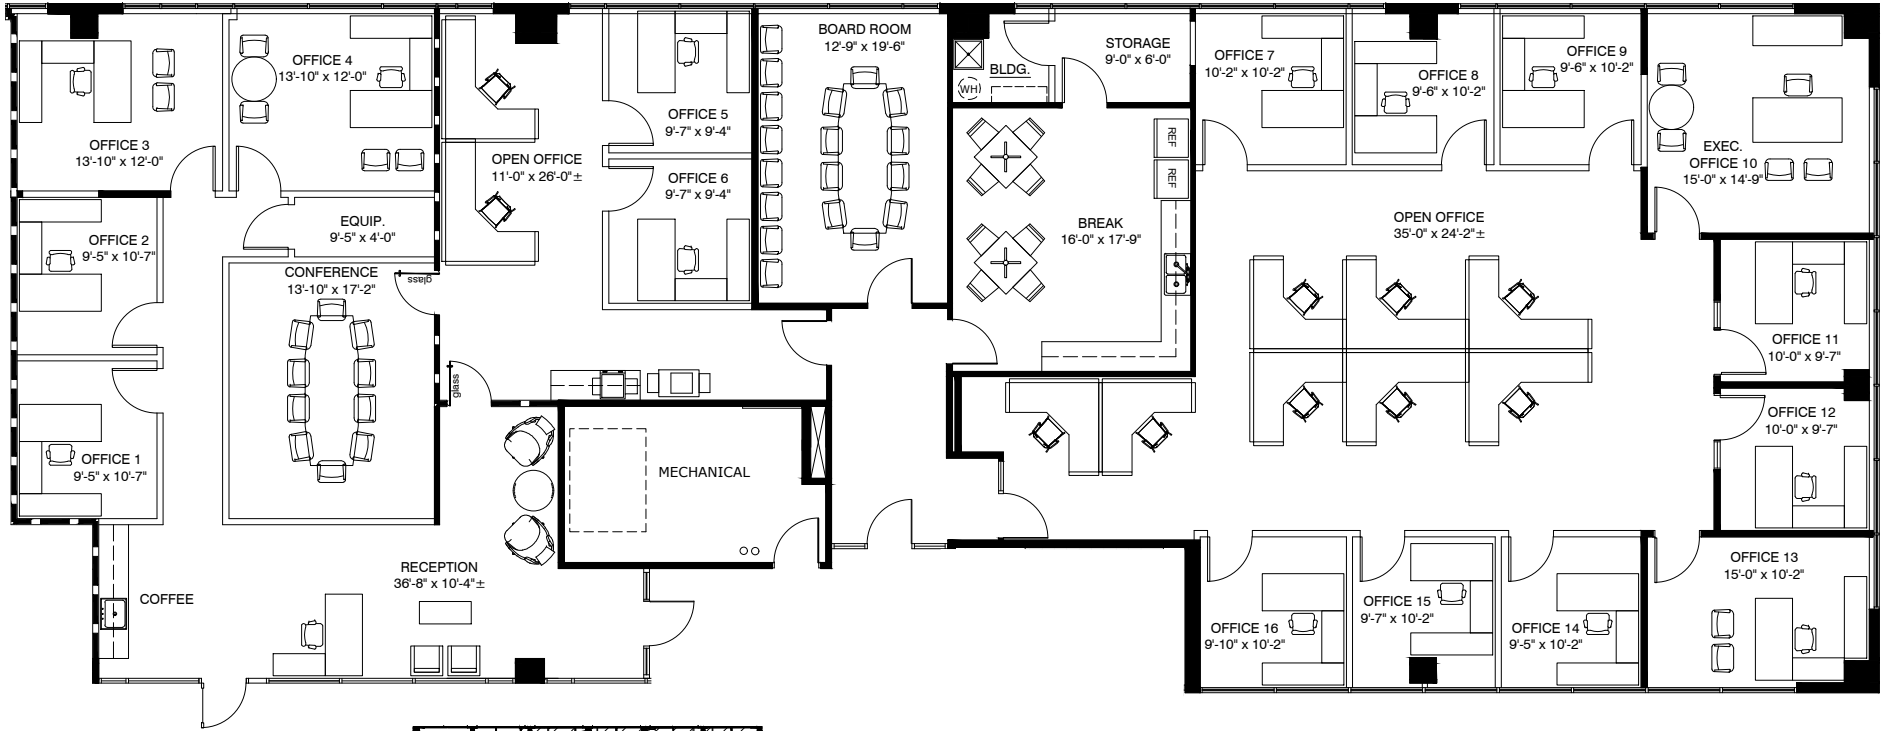 OFFICE 3
13'-10" x 12'-0"
OFFICE 4
13'-10" x 12'-0"
OPEN OFFICE
11'-0" x 26'-0"±
OFFICE 5
9'-7" x 9'-4"
OFFICE 6
9'-7" x 9'-4"
BOARD ROOM
12'-9" x 19'-6"
BLDG.
WH
STORAGE
9'-0" x 6'-0"
REF
REF
BREAK
16'-0" x 17'-9"
OFFICE 7
10'-2" x 10'-2"
OFFICE 8
9'-6" x 10'-2"
OFFICE 9
9'-6" x 10'-2"
EXEC.
OFFICE 10
15'-0" x 14'-9"
OPEN OFFICE
35'-0" x 24'-2"±
OFFICE 2
9'-5" x 10'-7"
EQUIP.
9'-5" x 4'-0"
CONFERENCE
13'-10" x 17'-2"
glass
glass
OFFICE 11
10'-0" x 9'-7"
OFFICE 12
10'-0" x 9'-7"
OFFICE 1
9'-5" x 10'-7"
MECHANICAL
RECEPTION
36'-8" x 10'-4"±
COFFEE
OFFICE 13
15'-0" x 10'-2"
OFFICE 16
9'-10" x 10'-2"
OFFICE 15
9'-7" x 10'-2"
OFFICE 14
9'-5" x 10'-2"